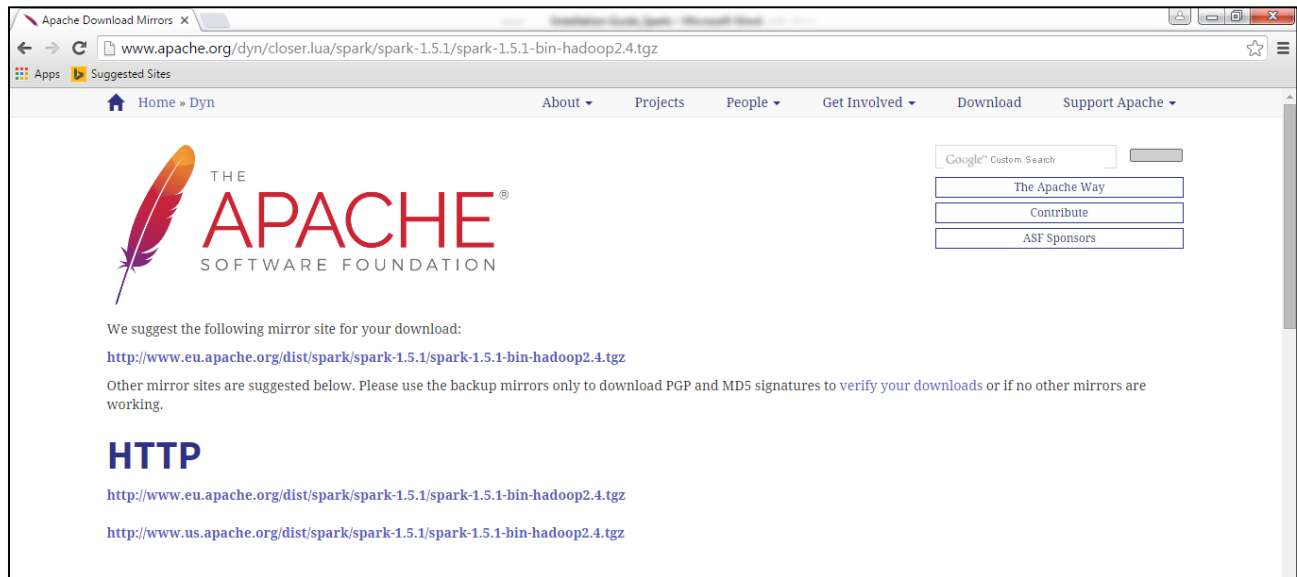 Apache Download Mirrors
www.apache.org/dyn/closer.lua/spark/spark-1.5.1/spark-1.5.1-bin-hadoop2.4.tgz
Apps Suggested Sites
Home » Dyn About Projects People Get Involved Download Support Apache
THE
APACHE®
SOFTWARE FOUNDATION
Google™ Custom Search
The Apache Way
Contribute
ASF Sponsors
We suggest the following mirror site for your download:
http://www.eu.apache.org/dist/spark/spark-1.5.1/spark-1.5.1-bin-hadoop2.4.tgz
Other mirror sites are suggested below. Please use the backup mirrors only to download PGP and MD5 signatures to verify your downloads or if no other mirrors are
working.
HTTP
http://www.eu.apache.org/dist/spark/spark-1.5.1/spark-1.5.1-bin-hadoop2.4.tgz
http://www.us.apache.org/dist/spark/spark-1.5.1/spark-1.5.1-bin-hadoop2.4.tgz